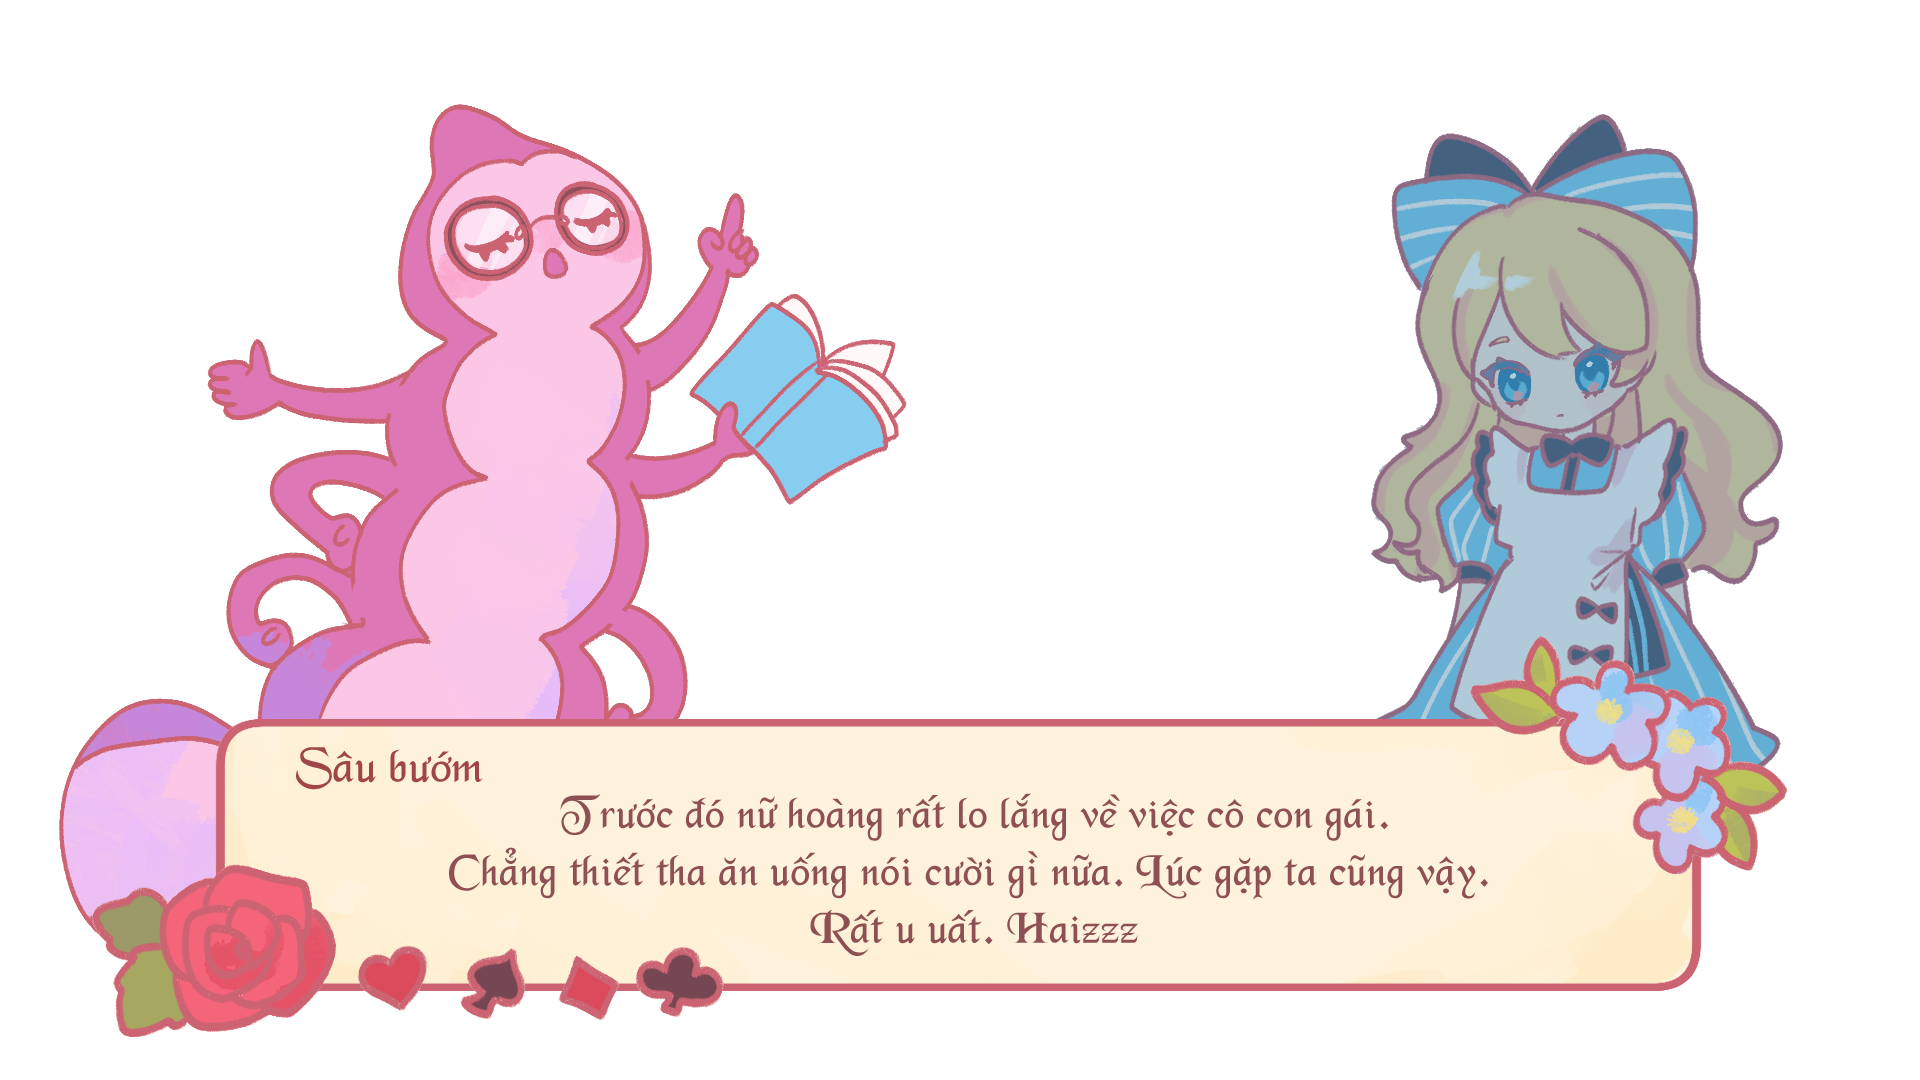 Sâu bướm
Trước đó nữ hoàng rất lo lắng về việc cô con gái.
Chẳng thiết tha ăn uống nói cười gì nữa. Lúc gặp ta cũng vậy.
Rất u uất. Haizzz